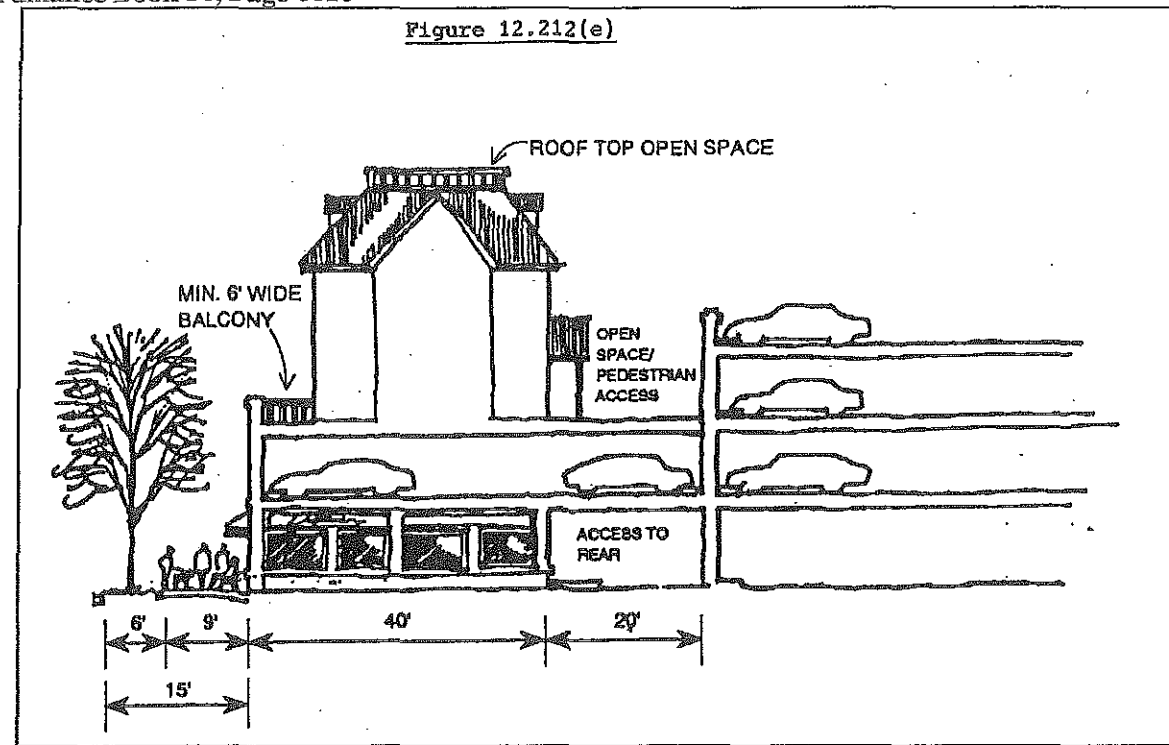 Figure 12.212(e)
ROOF TOP OPEN SPACE
MIN. 6' WIDE
BALCONY
OPEN
SPACE/
PEDESTRIAN
ACCESS
ACCESS TO
REAR
6'
9'
40'
20'
15'